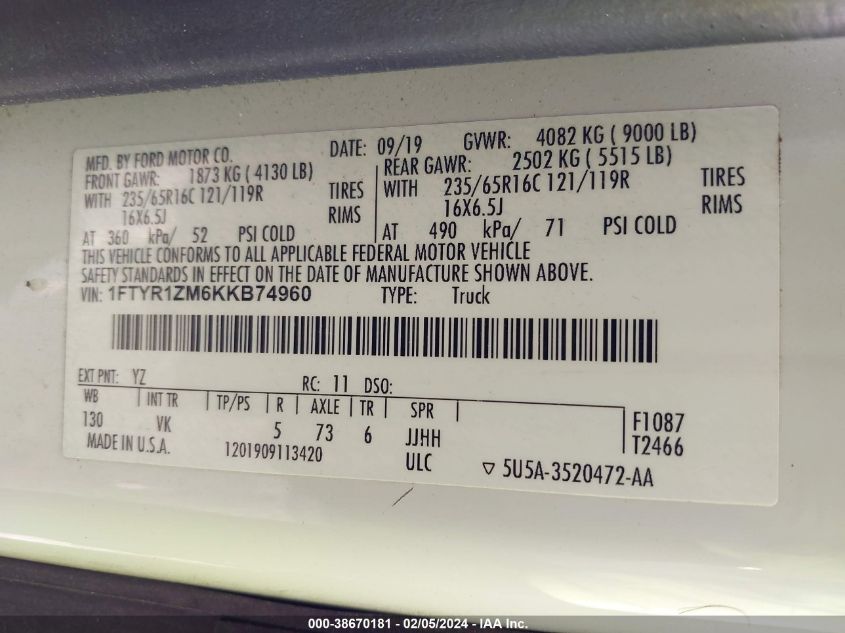 MFD. BY FORD MOTOR CO. DATE: 09/19 GVWR: 4082 KG ( 9000 LB)
FRONT GAWR: 1873 KG ( 4130 LB) REAR GAWR: 2502 KG ( 5515 LB)
WITH 235/65R16C 121/119R TIRES WITH 235/65R16C 121/119R TIRES
16X6.5J RIMS 16X6.5J RIMS
AT 360 kPa/ 52 PSI COLD AT 490 kPa/ 71 PSI COLD
THIS VEHICLE CONFORMS TO ALL APPLICABLE FEDERAL MOTOR VEHICLE
SAFETY STANDARDS IN EFFECT ON THE DATE OF MANUFACTURE SHOWN ABOVE.
VIN: 1FTYR1ZM6KKB74960 TYPE: Truck
EXT PNT: YZ RC: 11 DSO:
WB INT TR TP/PS R AXLE TR SPR F1087
130 VK 5 73 6 JJHH T2466
MADE IN U.S.A. 1201909113420 ULC ▽ 5U5A-3520472-AA
000-38670181 - 02/05/2024 - IAA Inc.